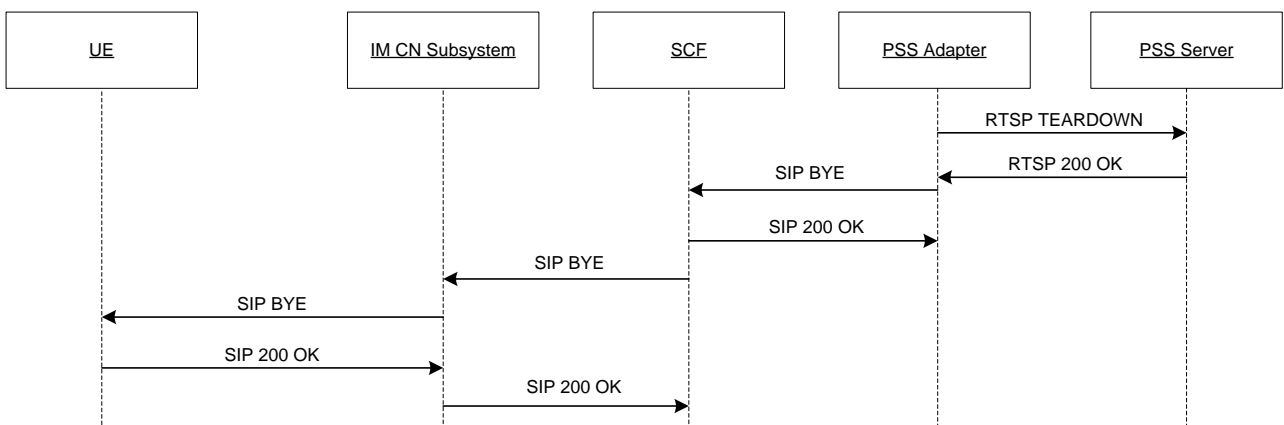 UE
IM CN Subsystem
SCF
PSS Adapter
PSS Server
RTSP TEARDOWN
RTSP 200 OK
SIP BYE
SIP 200 OK
SIP BYE
SIP BYE
SIP 200 OK
SIP 200 OK